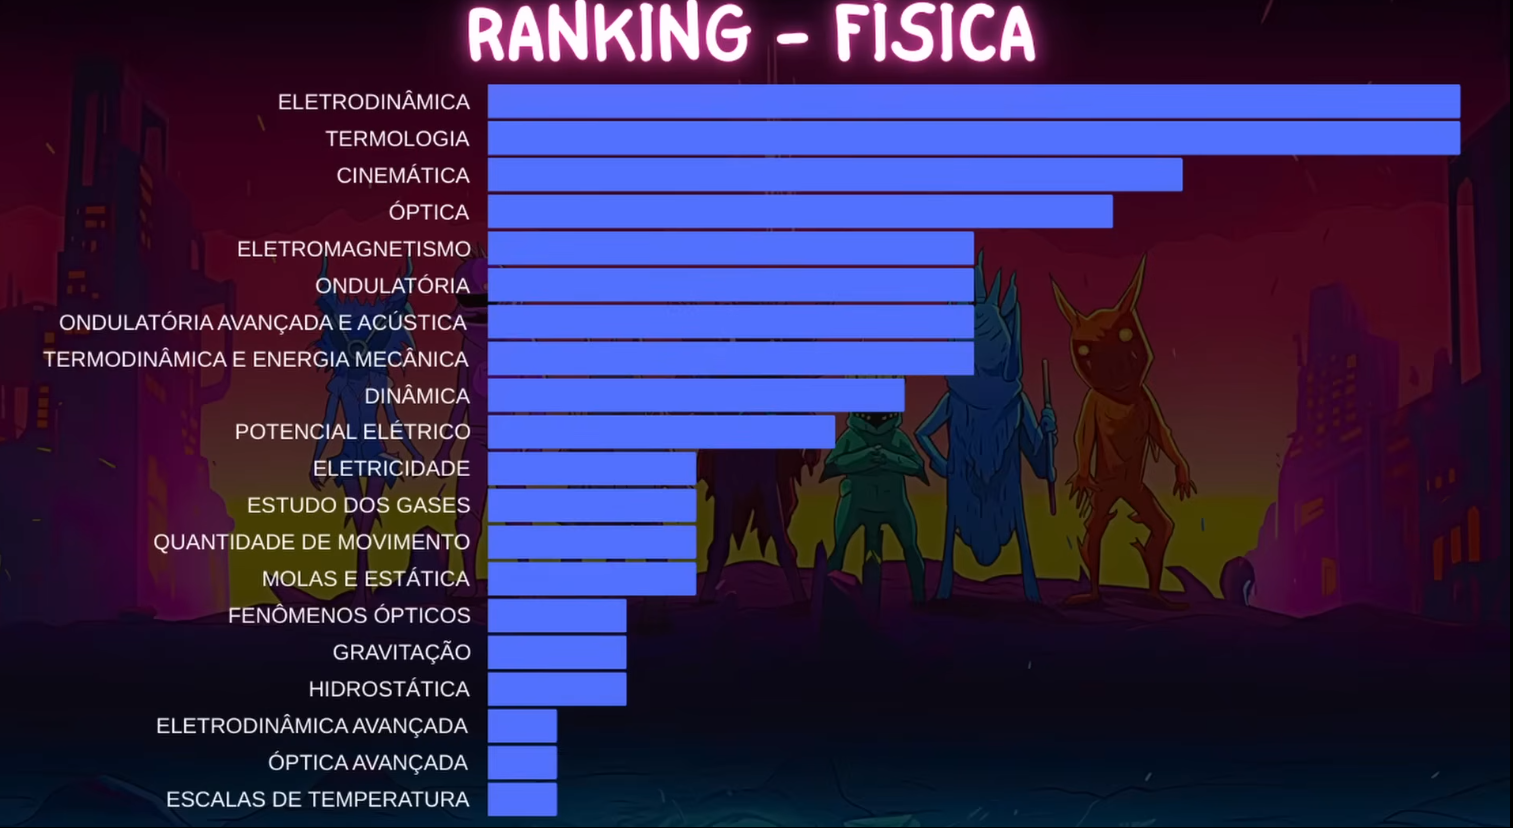 RANKING - FÍSICA
ELETRODINÂMICA
TERMOLOGIA
CINEMÁTICA
ÓPTICA
ELETROMAGNETISMO
ONDULATÓRIA
ONDULATÓRIA AVANÇADA E ACÚSTICA
TERMODINÂMICA E ENERGIA MECÂNICA
DINÂMICA
POTENCIAL ELÉTRICO
ELETRICIDADE
ESTUDO DOS GASES
QUANTIDADE DE MOVIMENTO
MOLAS E ESTÁTICA
FENÔMENOS ÓPTICOS
GRAVITAÇÃO
HIDROSTÁTICA
ELETRODINÂMICA AVANÇADA
ÓPTICA AVANÇADA
ESCALAS DE TEMPERATURA